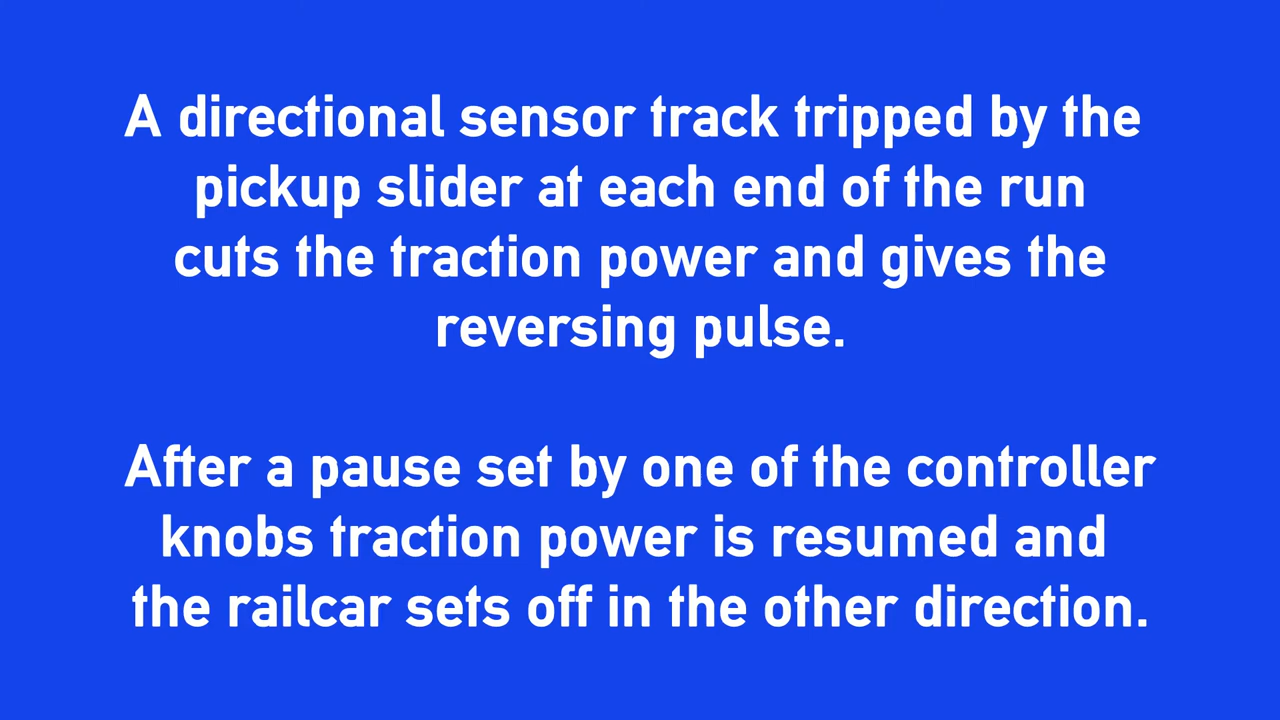 A directional sensor track tripped by the
pickup slider at each end of the run
cuts the traction power and gives the
reversing pulse.
After a pause set by one of the controller
knobs traction power is resumed and
the railcar sets off in the other direction.